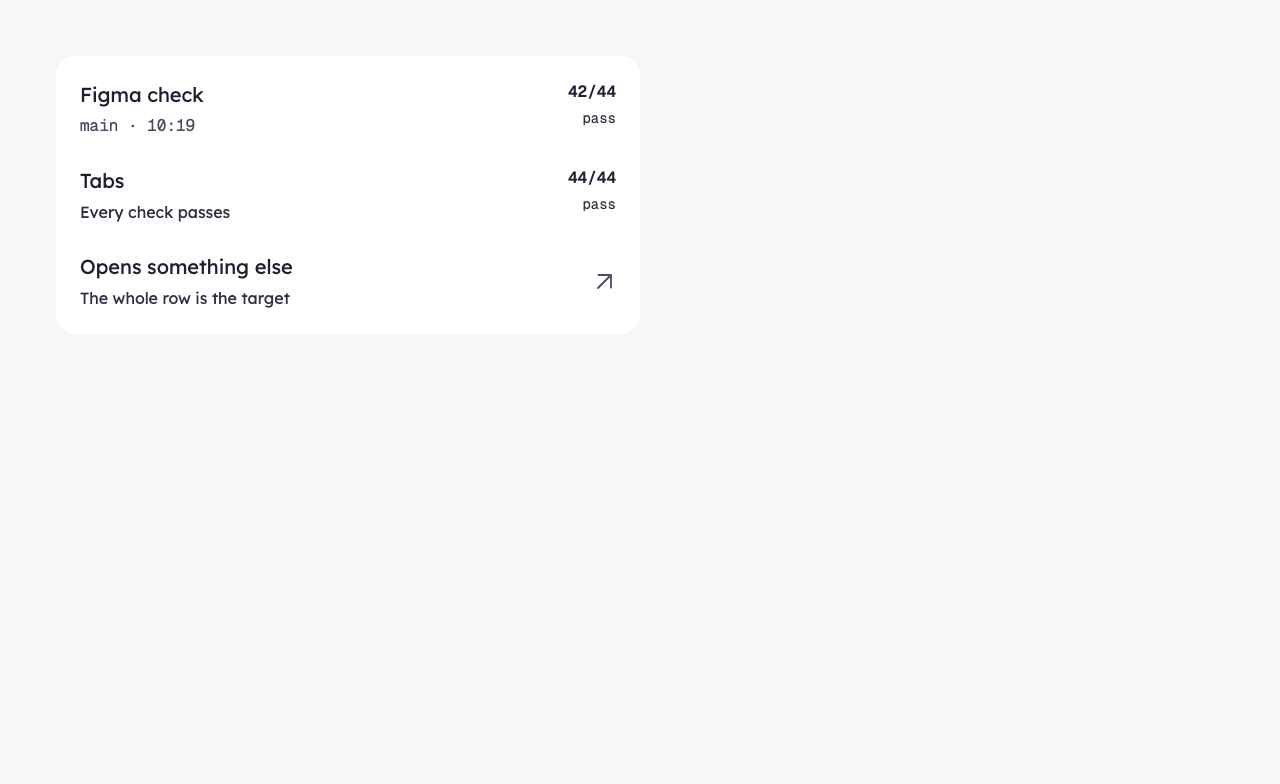 Figma check
42/44
main · 10:19
pass
Tabs
44/44
Every check passes
pass
Opens something else
The whole row is the target